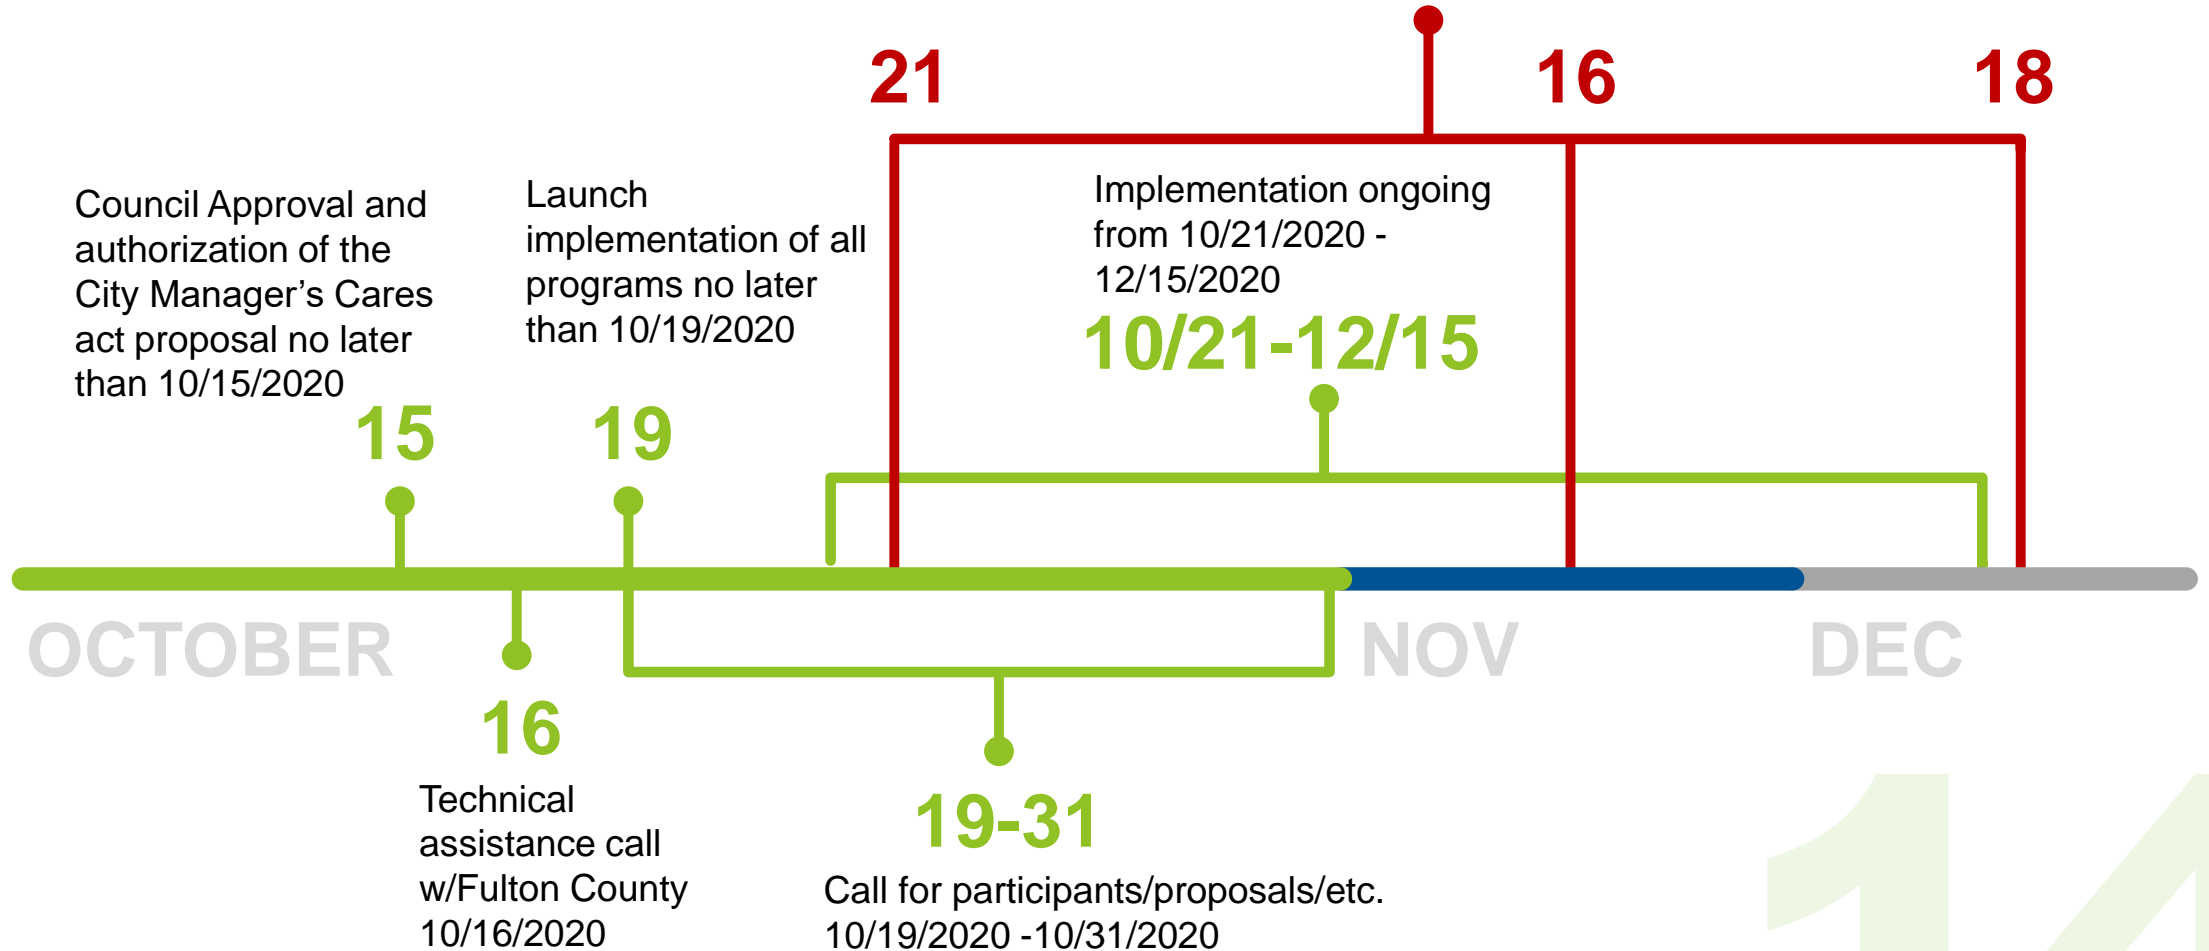 21
16
18
Council Approval and
authorization of the
City Manager’s Cares
act proposal no later
than 10/15/2020
15
Launch
implementation of all
programs no later
than 10/19/2020
19
Implementation ongoing
from 10/21/2020 -
12/15/2020
10/21-12/15
OCTOBER
NOV
DEC
16
Technical
assistance call
w/Fulton County
10/16/2020
19-31
Call for participants/proposals/etc.
10/19/2020 -10/31/2020
14